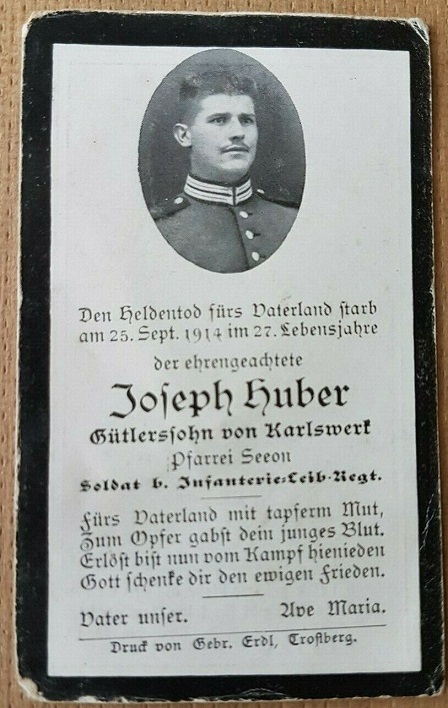 Den Heldentod fürs Vaterland starb
am 25. Sept. 1914 im 27. Lebensjahre
der ehrengeachtete
Joseph Huber
Gütlerssohn von Karlswerk
Pfarrei Seeon
Soldat b. Infanterie-Leib-Regt.
Fürs Vaterland mit tapferm Mut,
Zum Opfer gabst dein junges Blut.
Erlöst bist nun vom Kampf hienieden
Gott schenke dir den ewigen Frieden.
Vater unser. Ave Maria.
Druck von Gebr. Erdl, Trostberg.